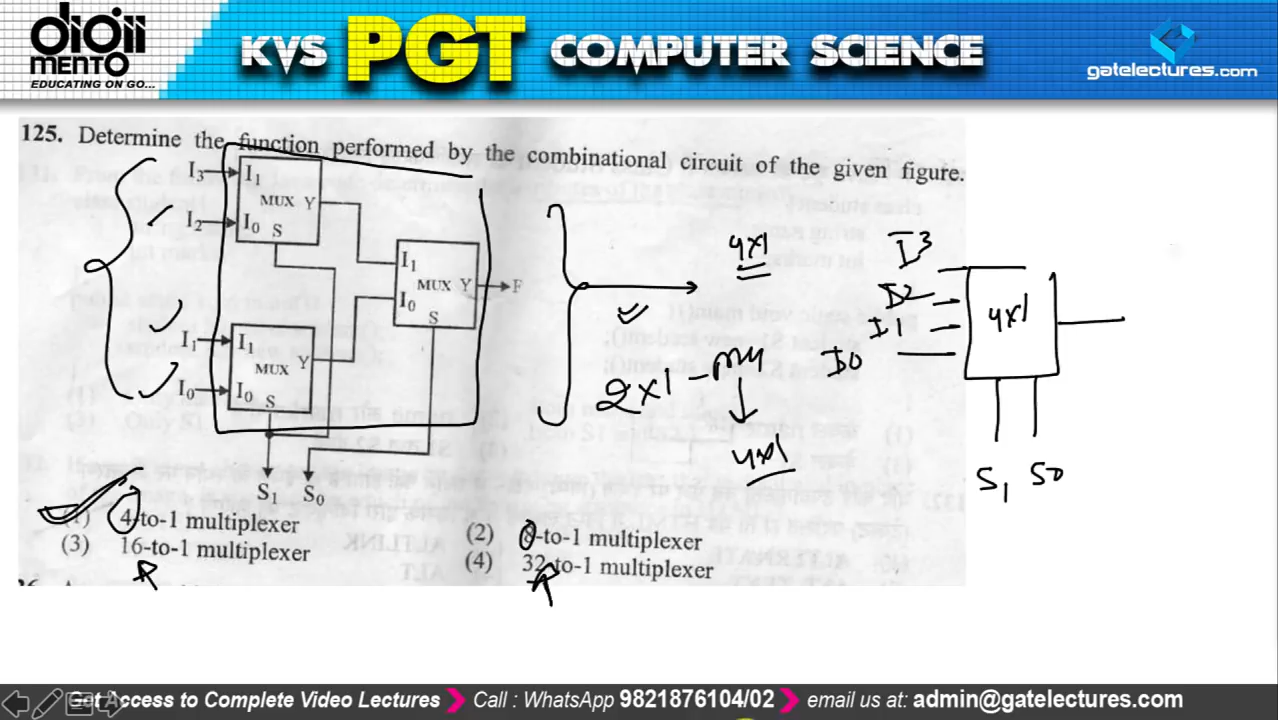 diGii
MENTO
EDUCATING ON GO...
KVS PGT COMPUTER SCIENCE
gatelectures.com
125. Determine the function performed by the combinational circuit of the given figure.
I3 I1
MUX Y
I2 I0 S
I1
MUX Y F
I0 S
I1 I1
MUX Y
I0 I0 S
S1 S0
4x1
2x1 - my
4x1
I3
I2
I1
I0
4x1
S1 S0
(1) 4-to-1 multiplexer
(2) 8-to-1 multiplexer
(3) 16-to-1 multiplexer
(4) 32-to-1 multiplexer
Get Access to Complete Video Lectures Call : WhatsApp 9821876104/02 email us at: admin@gatelectures.com